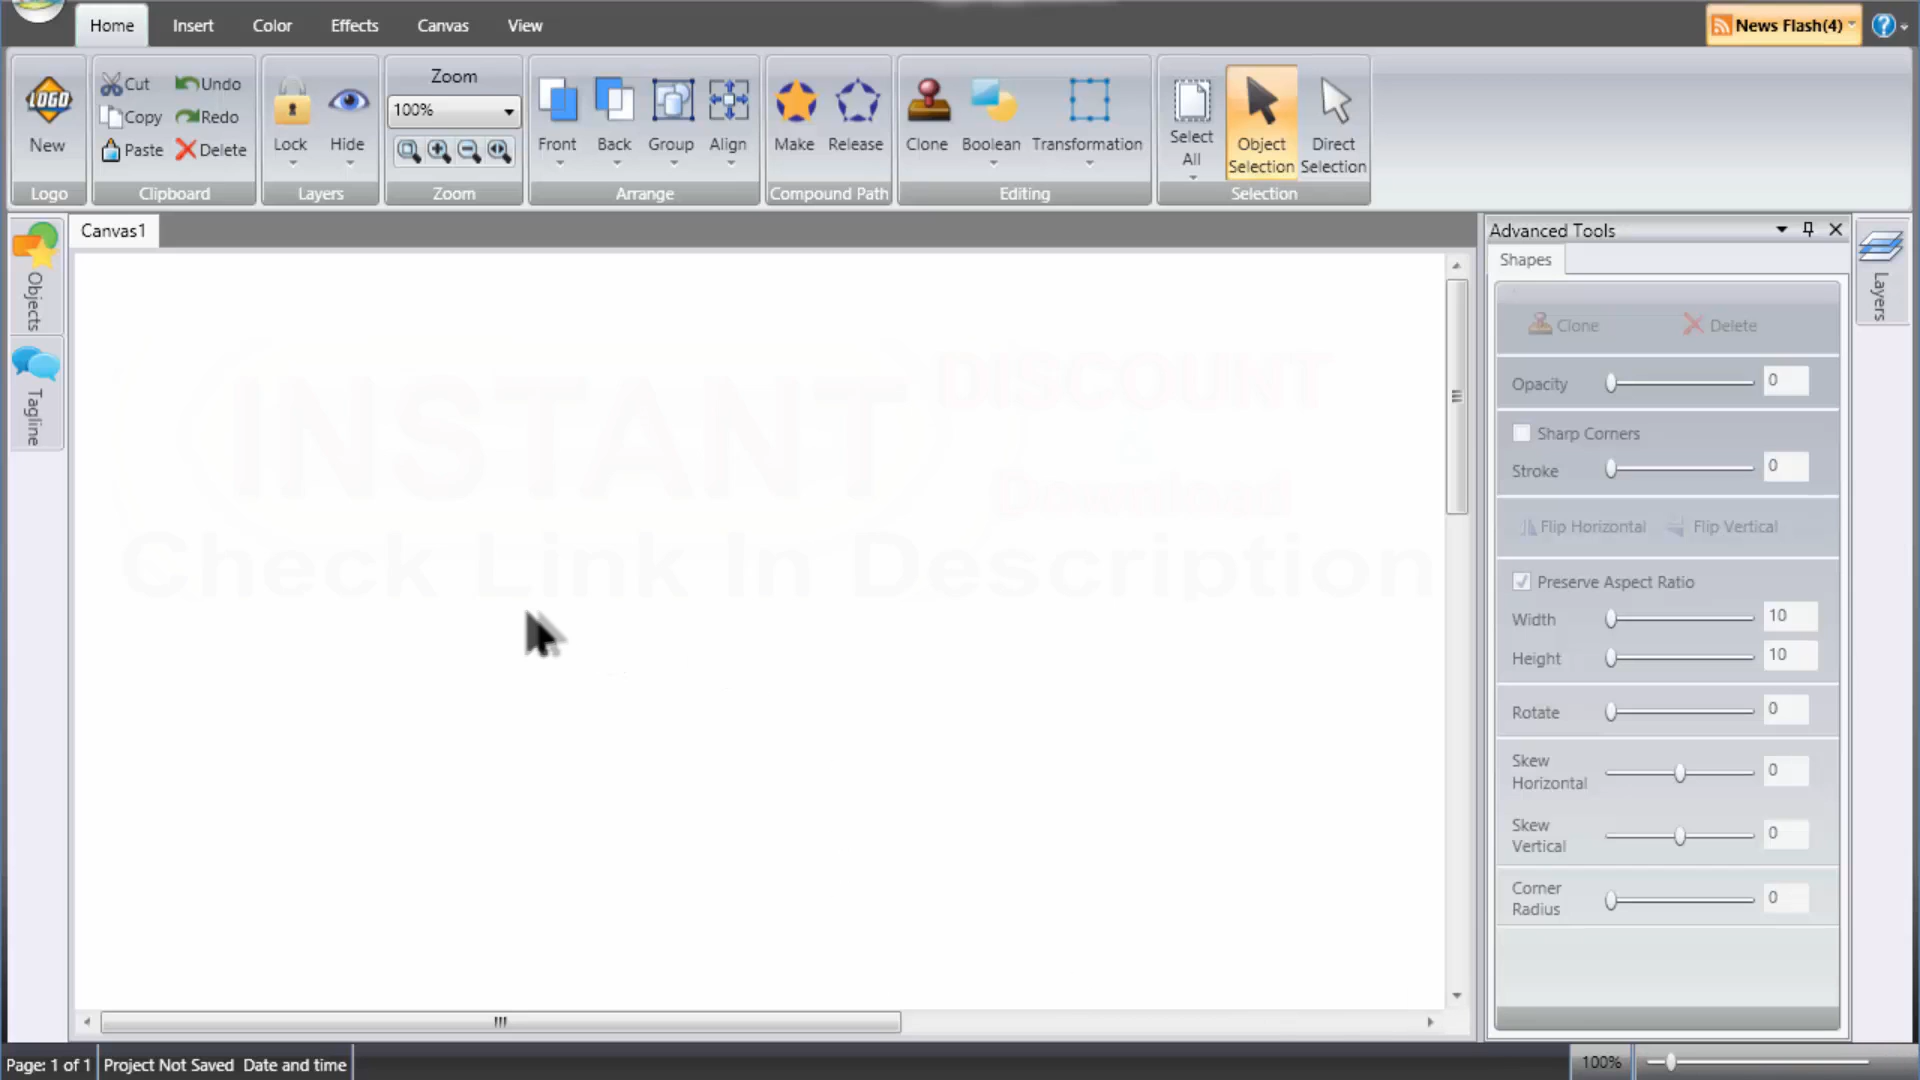 Home Insert Color Effects Canvas View
News Flash(4)
LOGO
New
Logo
Cut Undo
Copy Redo
Paste Delete
Clipboard
Lock Hide
Layers
Zoom
100%
Zoom
Front Back Group Align
Arrange
Make Release
Compound Path
Clone Boolean Transformation
Editing
Select All
Object Selection
Direct Selection
Selection
Objects
Tagline
Canvas1
INSTANT
DISCOUNT
Download
Check Link In Description
Advanced Tools
Shapes
Clone Delete
Opacity 0
Sharp Corners
Stroke 0
Flip Horizontal Flip Vertical
Preserve Aspect Ratio
Width 10
Height 10
Rotate 0
Skew Horizontal 0
Skew Vertical 0
Corner Radius 0
Layers
Page: 1 of 1 Project Not Saved Date and time
100%